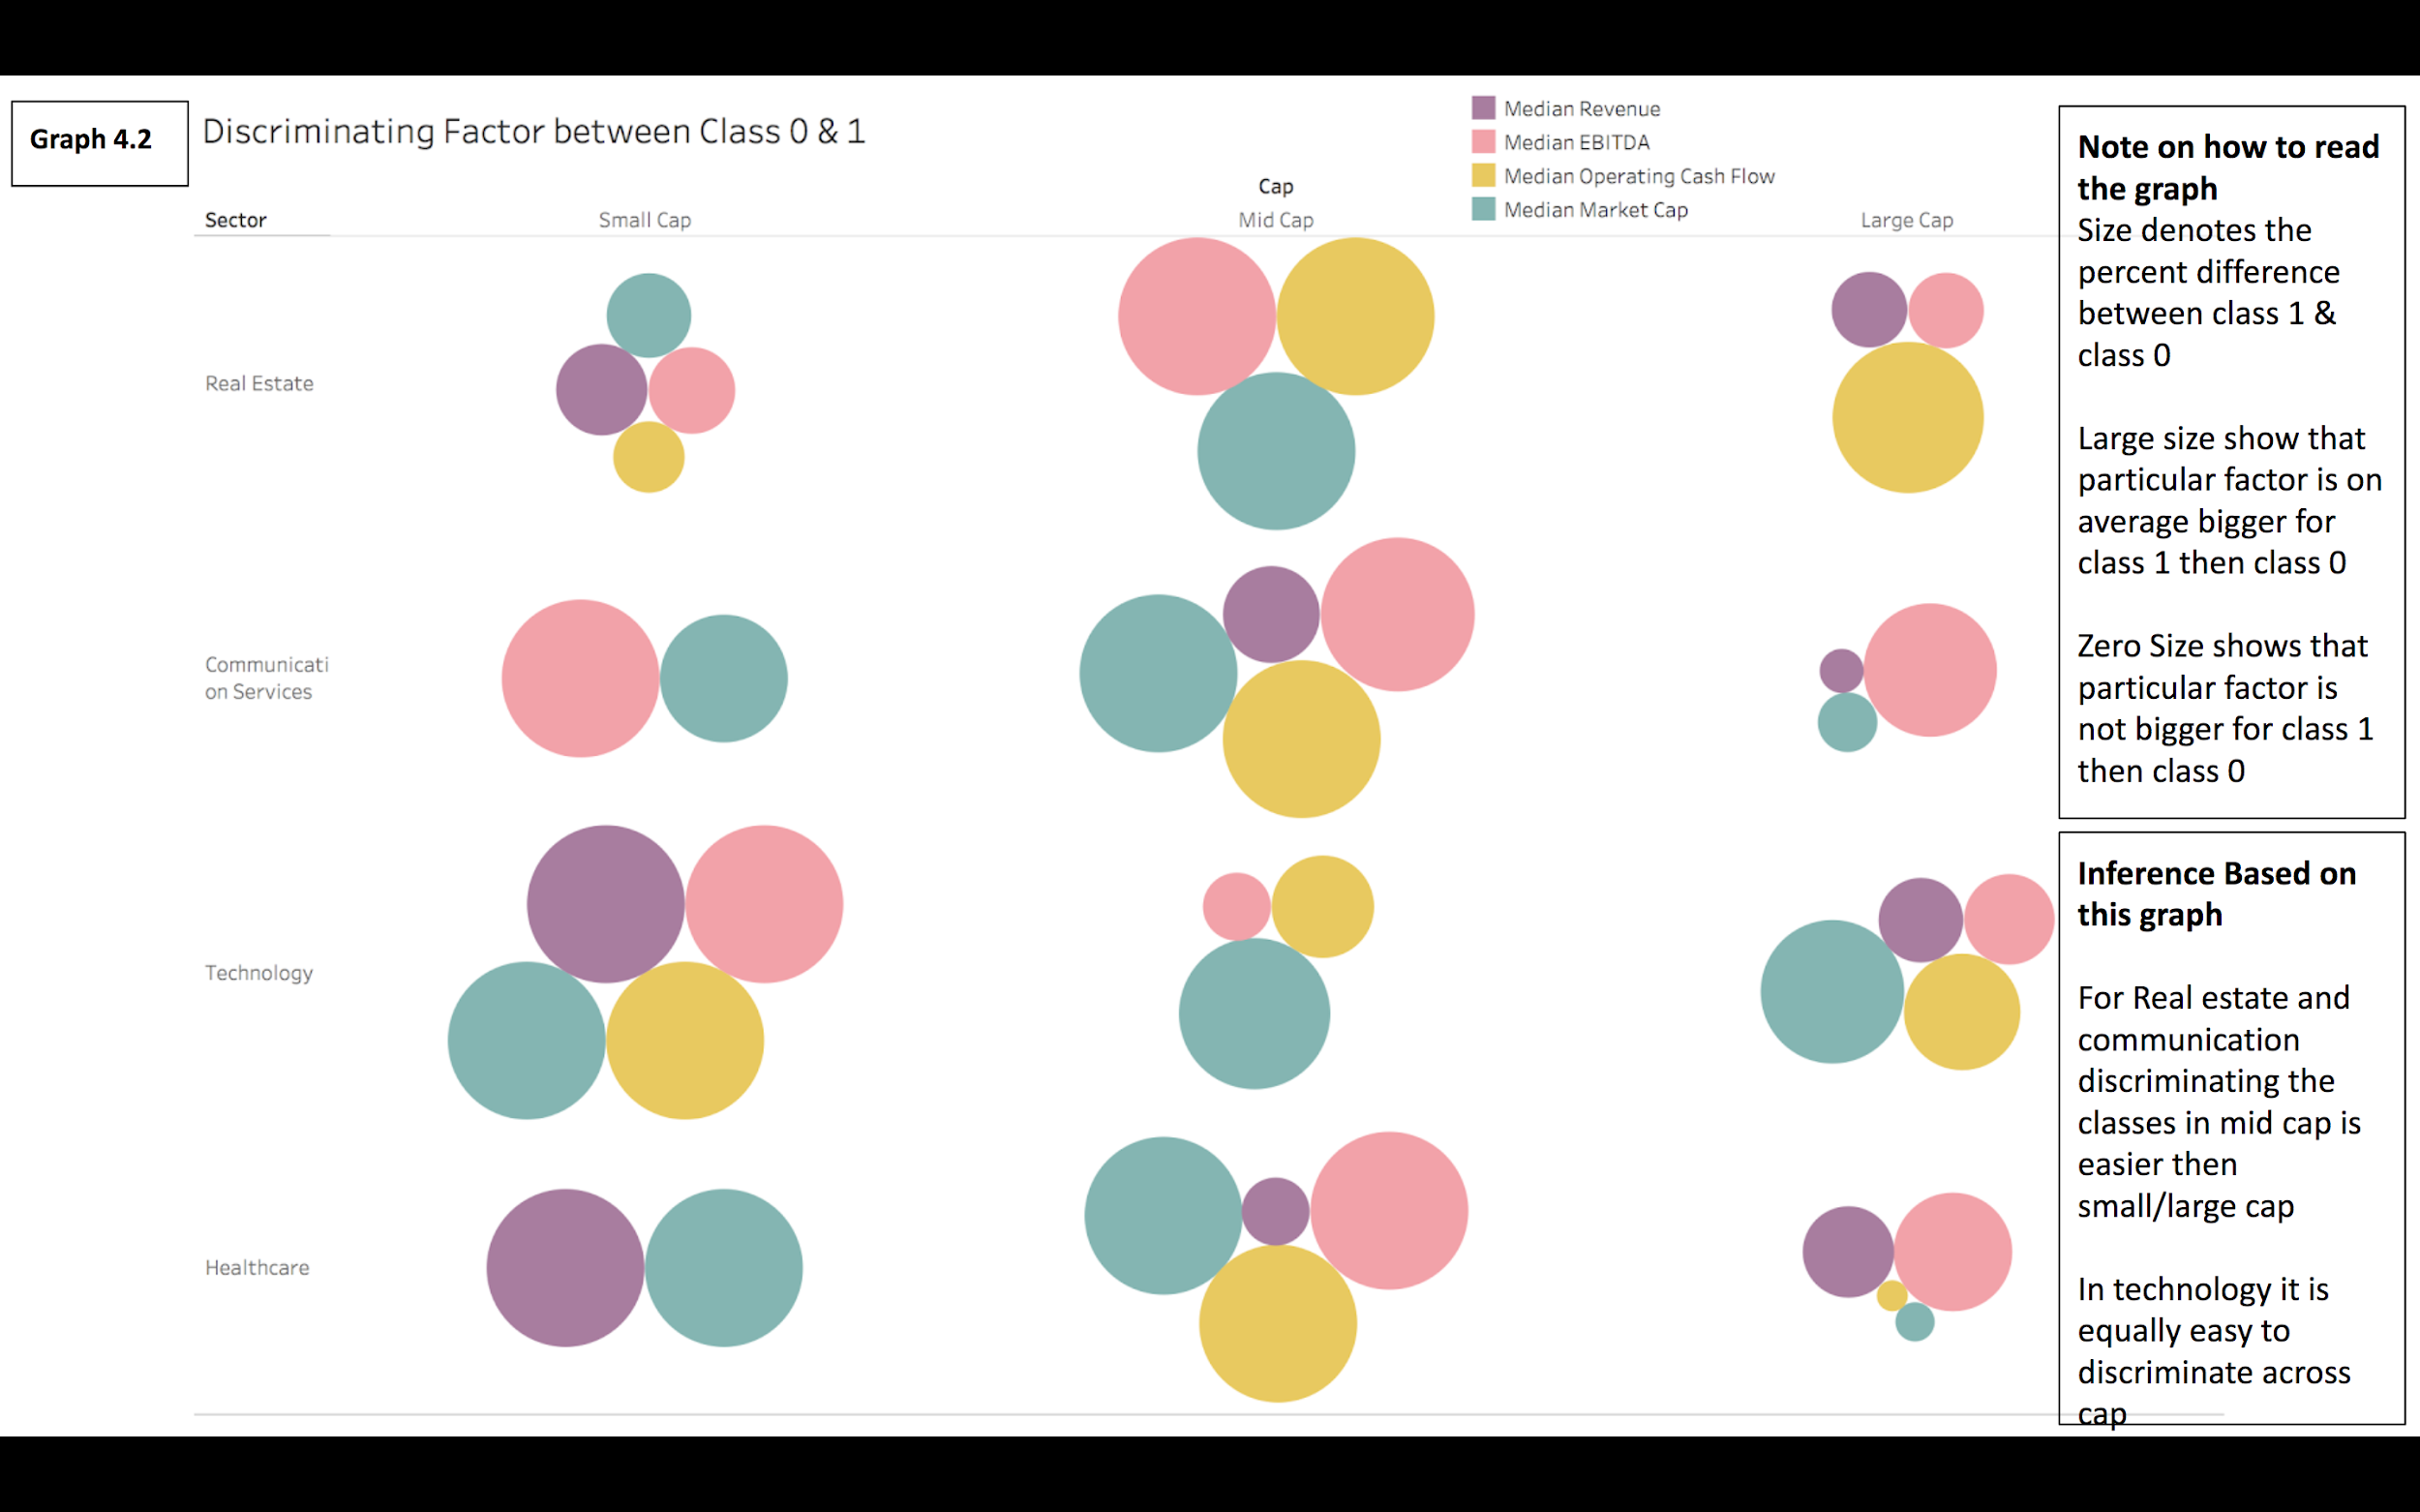 Graph 4.2
Discriminating Factor between Class 0 & 1
Median Revenue
Median EBITDA
Median Operating Cash Flow
Median Market Cap
Cap
Sector
Small Cap
Mid Cap
Large Cap
Real Estate
Communicati
on Services
Technology
Healthcare
Note on how to read
the graph
Size denotes the
percent difference
between class 1 &
class 0
Large size show that
particular factor is on
average bigger for
class 1 then class 0
Zero Size shows that
particular factor is
not bigger for class 1
then class 0
Inference Based on
this graph
For Real estate and
communication
discriminating the
classes in mid cap is
easier then
small/large cap
In technology it is
equally easy to
discriminate across
cap